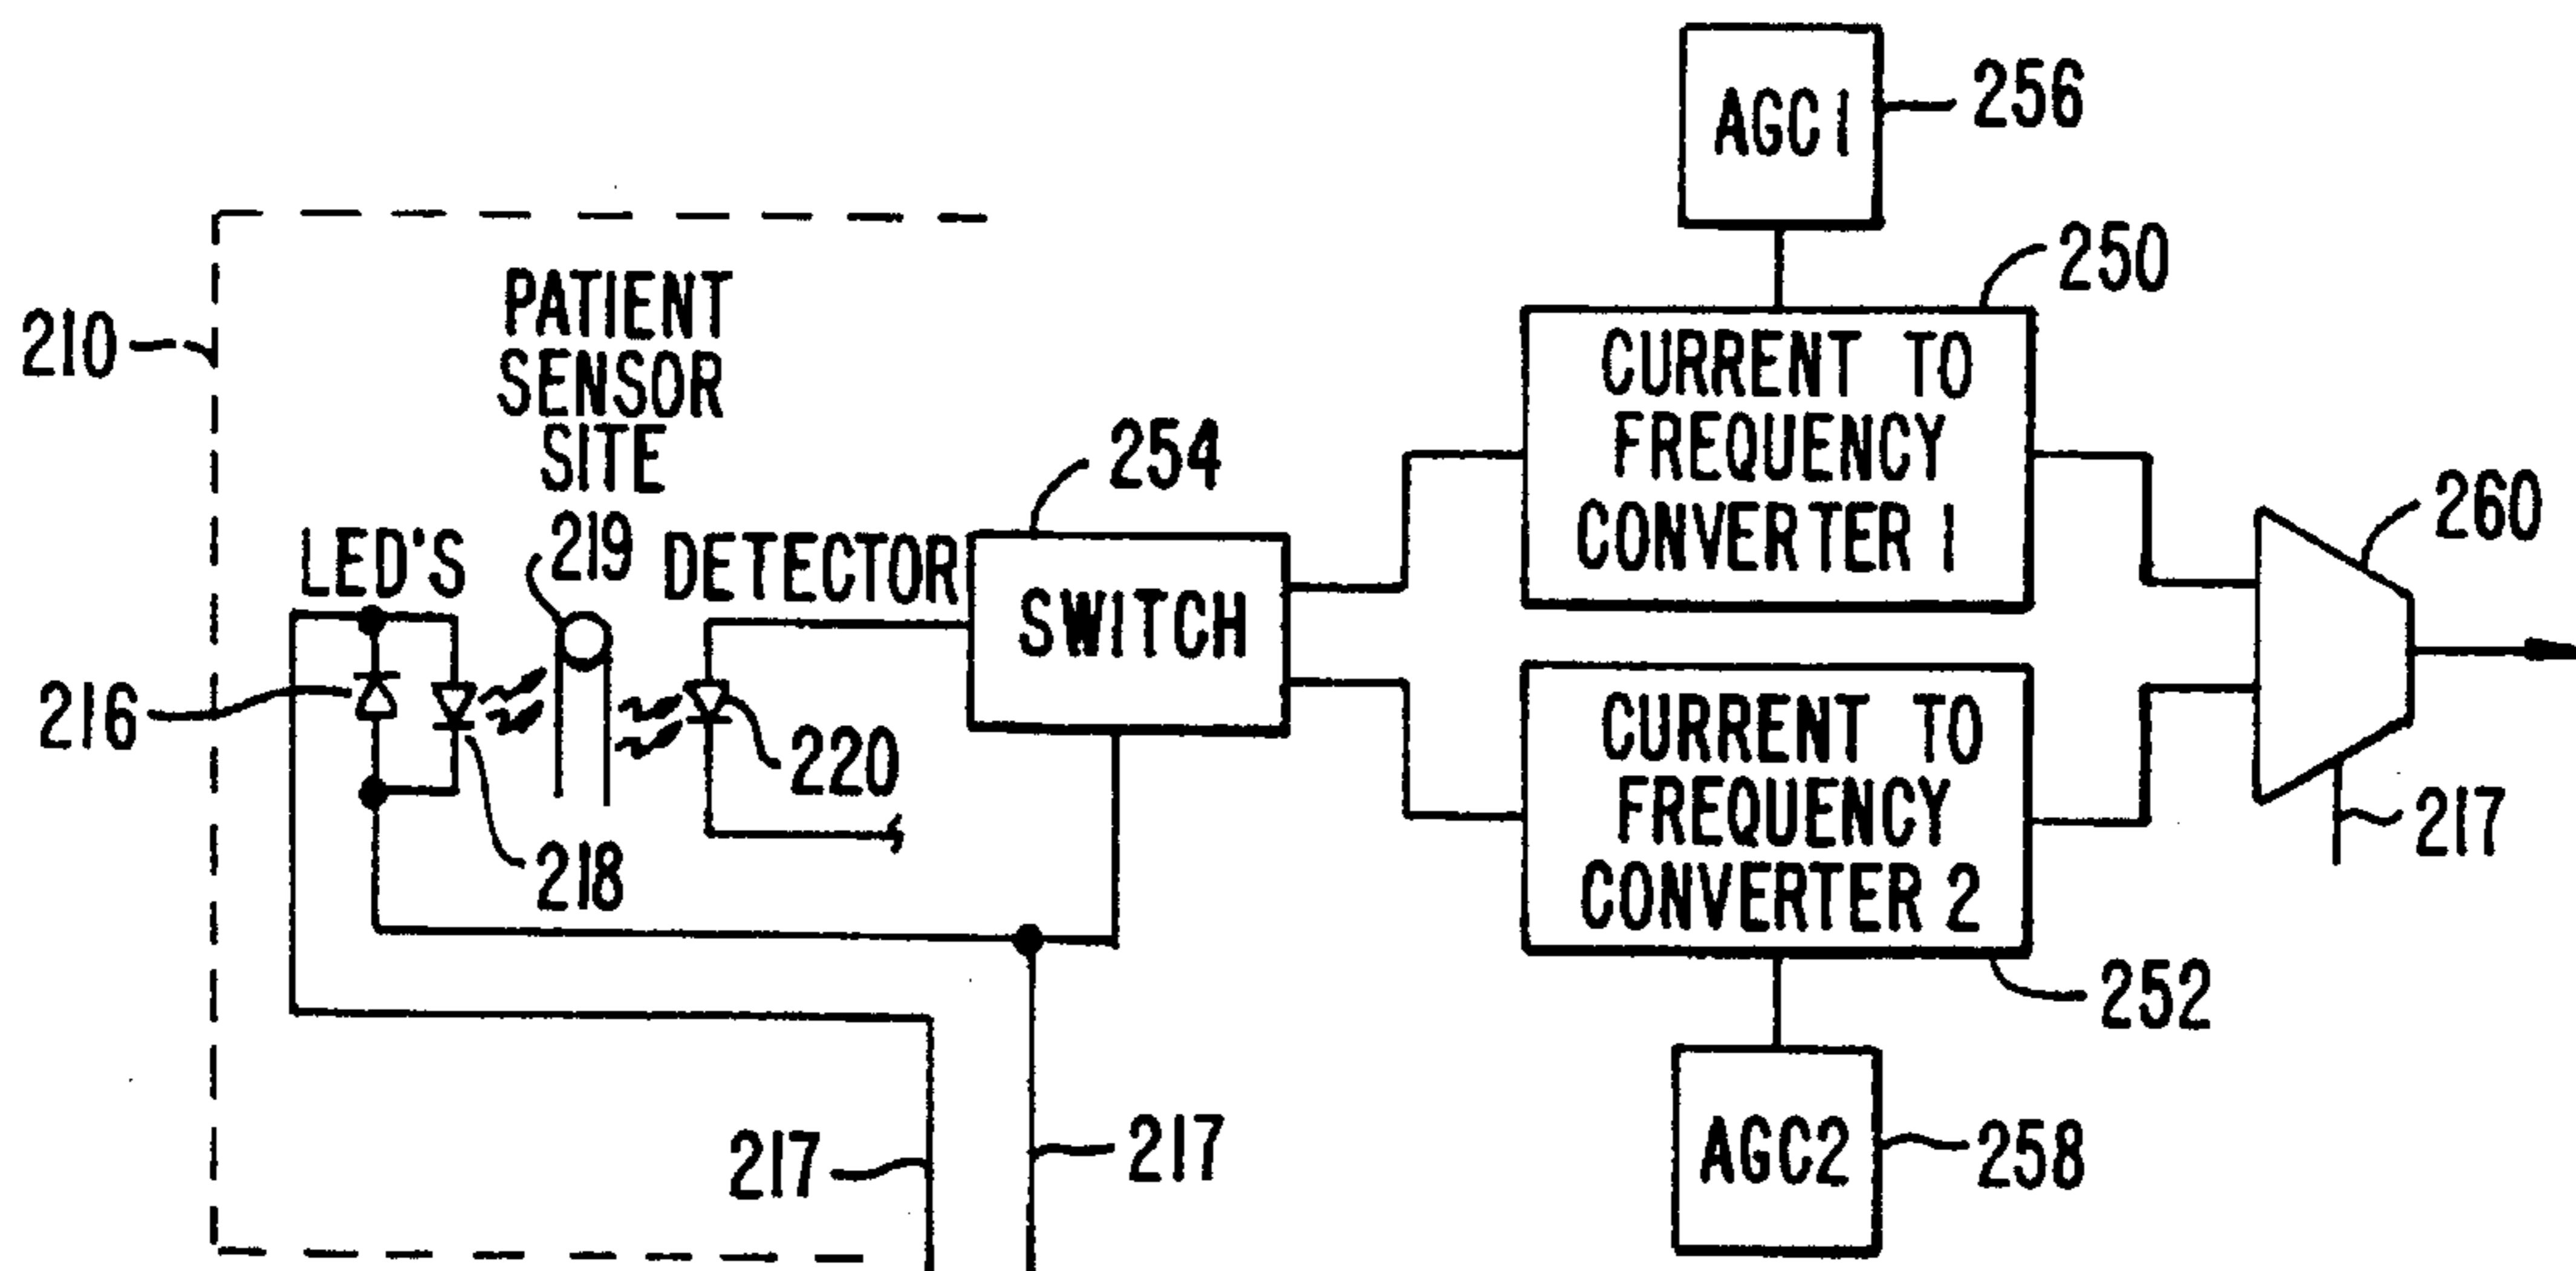 AGC1
256
250
210
PATIENT
SENSOR
SITE
219
LED'S
DETECTOR
254
SWITCH
CURRENT TO
FREQUENCY
CONVERTER 1
260
216
218
220
CURRENT TO
FREQUENCY
CONVERTER 2
217
252
217
217
AGC2
258